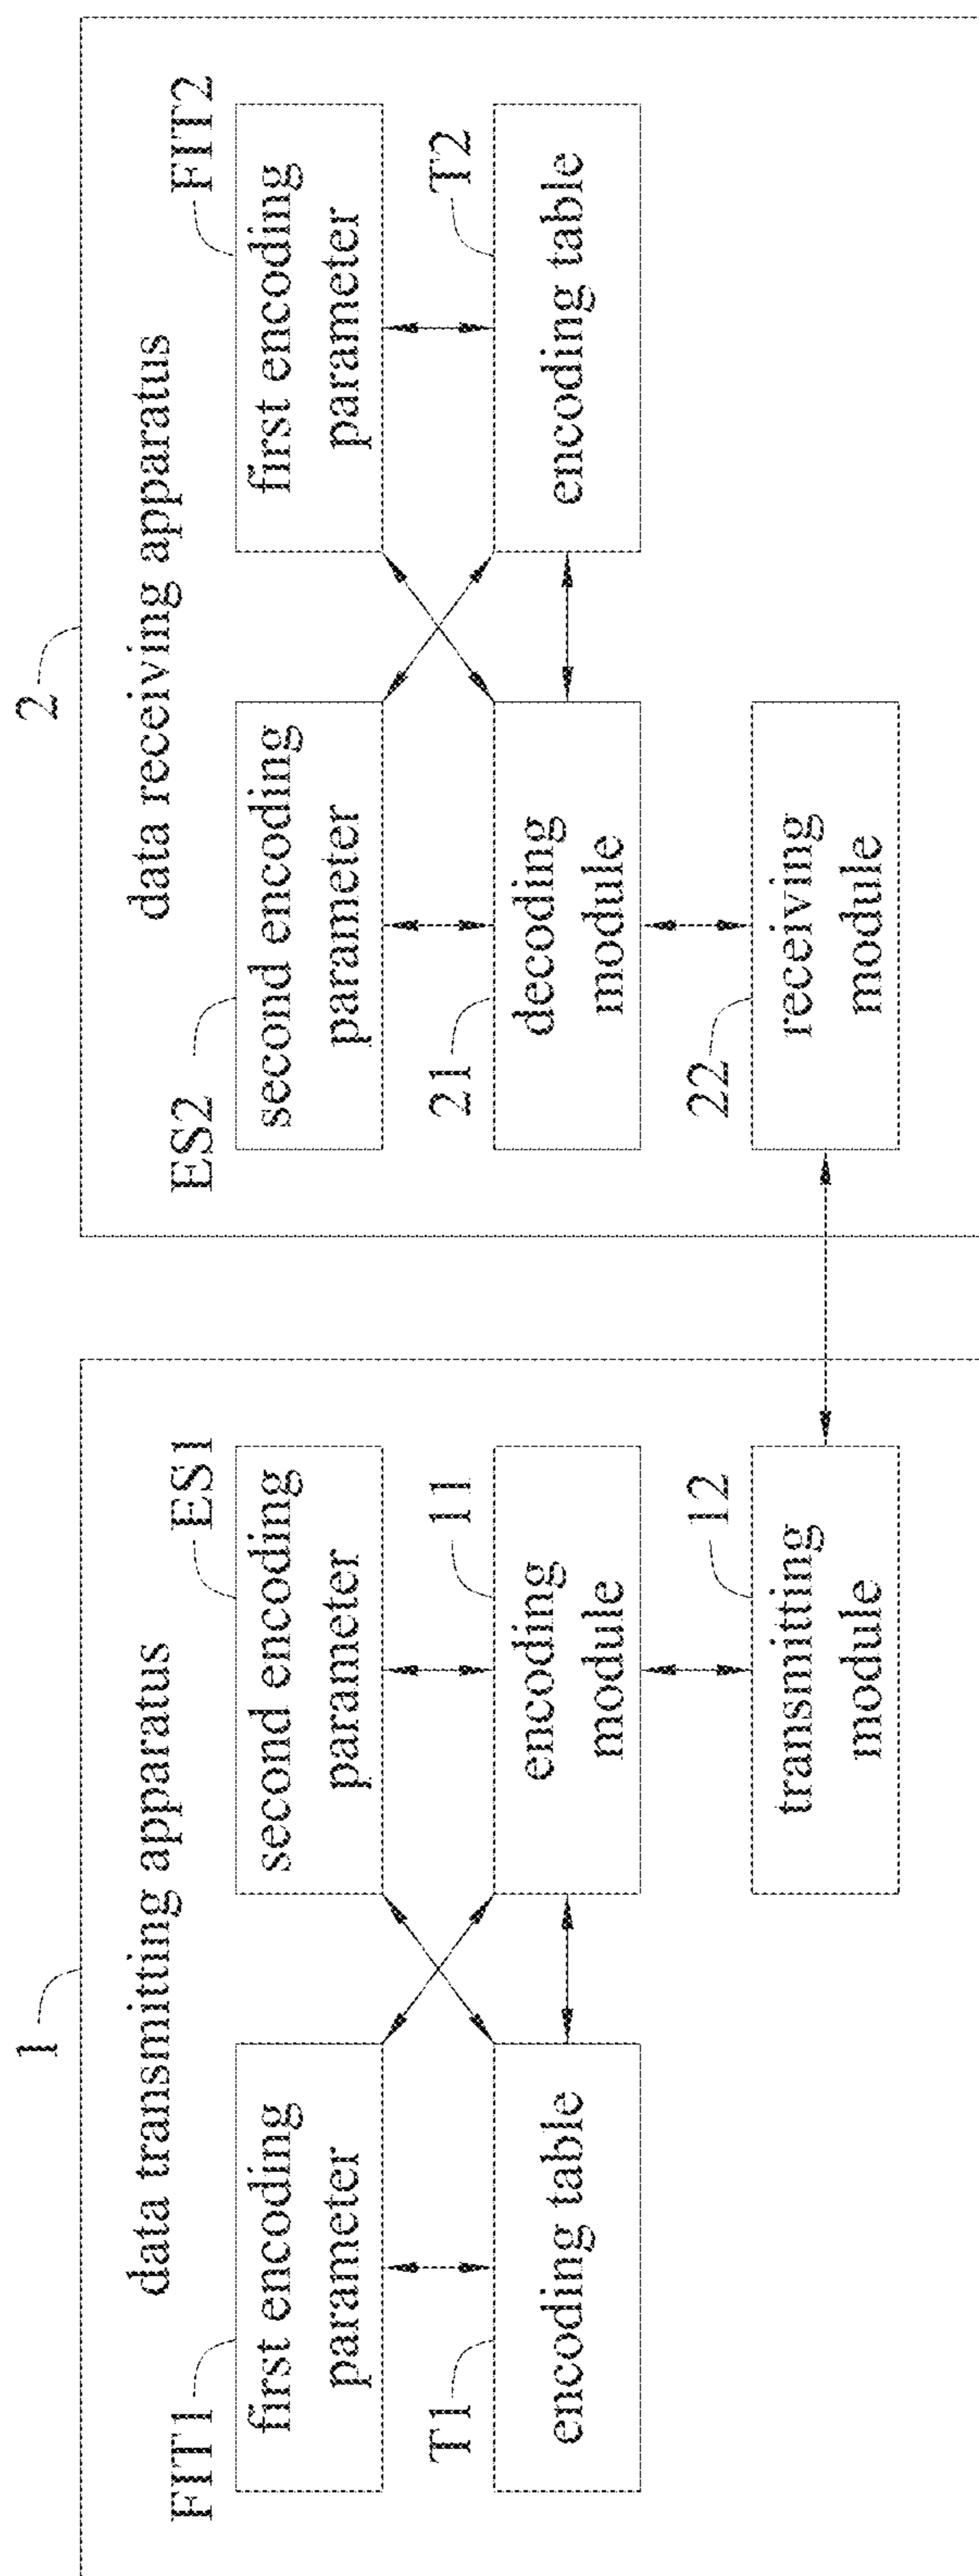 1
data transmitting apparatus
FIT1
first encoding
parameter
ES1
second encoding
parameter
T1
encoding table
11
encoding
module
12
transmitting
module
2
data receiving apparatus
ES2
second encoding
parameter
FIT2
first encoding
parameter
21
decoding
module
T2
encoding table
22
receiving
module